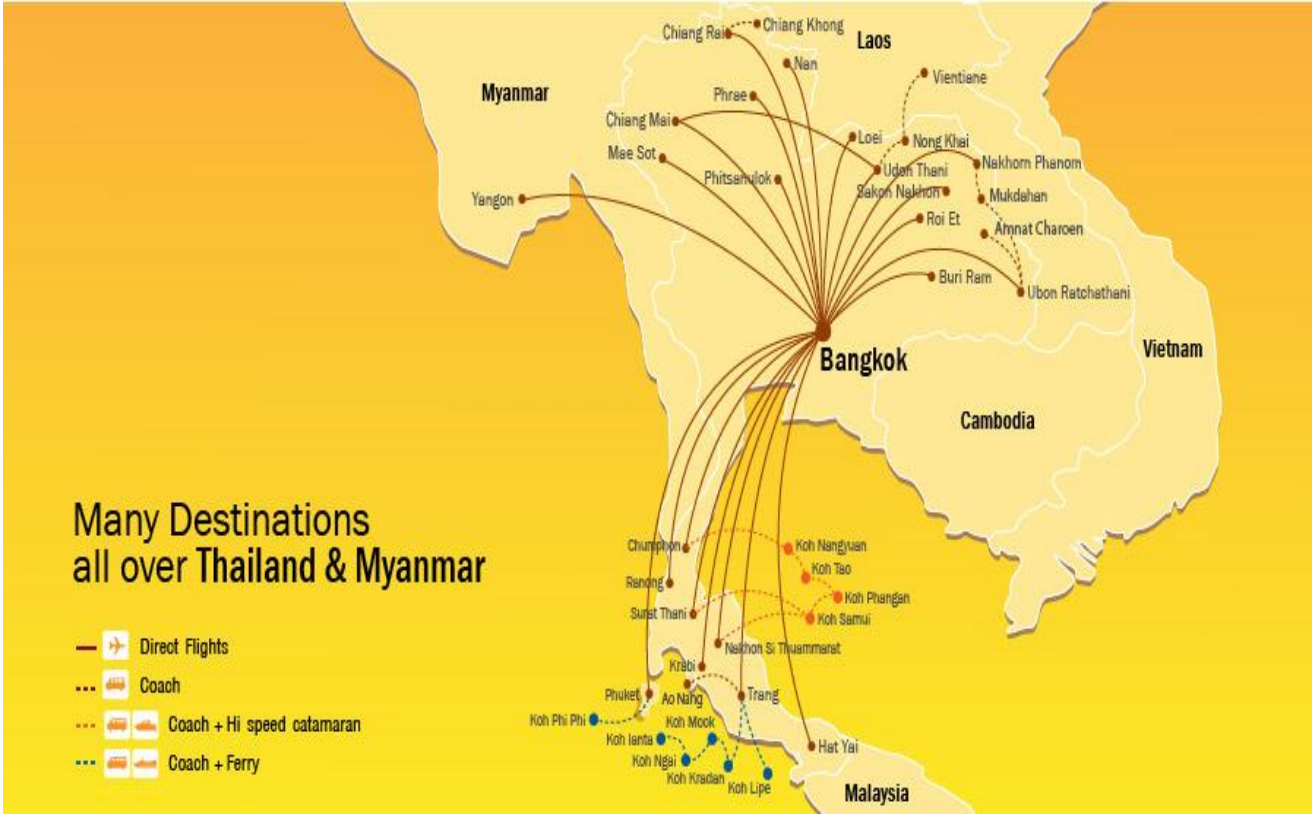 Chiang Rai
Chiang Khong
Laos
Nan
Vientiane
Myanmar
Phrae
Chiang Mai
Loei
Nong Khai
Mae Sot
Nakhorn Phanom
Udon Thani
Phitsanulok
Sakon Nakhon
Mukdahan
Yangon
Roi Et
Amnat Charoen
Buri Ram
Ubon Ratchathani
Bangkok
Vietnam
Cambodia
Many Destinations
all over Thailand & Myanmar
Chumphon
Koh Nangyuan
Koh Tao
Ranong
Koh Phangan
Surat Thani
Koh Samui
Nakhon Si Thuammarat
Direct Flights
Krabi
Coach
Phuket
Ao Nang
Trang
Koh Phi Phi
Koh Mook
Coach + Hi speed catamaran
Koh lanta
Hat Yai
Koh Ngai
Coach + Ferry
Koh Kradan
Koh Lipe
Malaysia